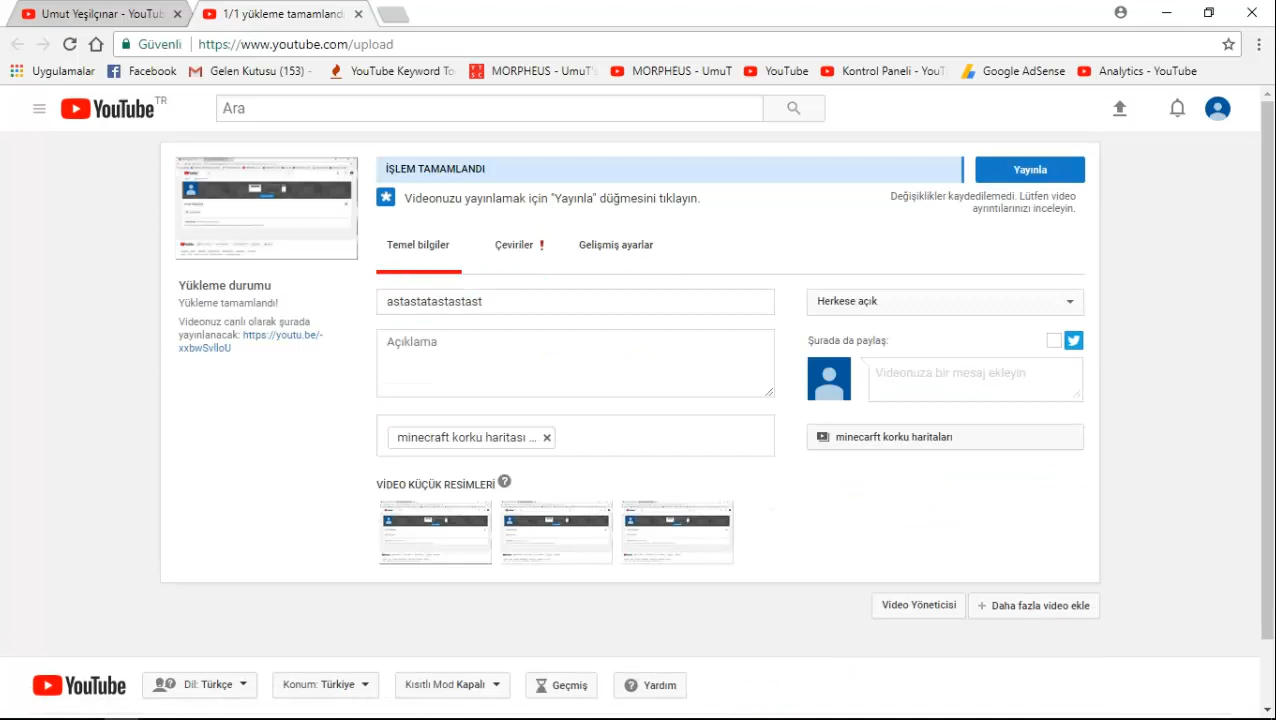 Umut Yeşilçınar - YouTub
1/1 yükleme tamamlandı
Güvenli
https://www.youtube.com/upload
Uygulamalar
Facebook
Gelen Kutusu (153) -
YouTube Keyword To
MORPHEUS - UmuT'
MORPHEUS - UmuT
YouTube
Kontrol Paneli - YouT
Google AdSense
Analytics - YouTube
YouTube TR
Ara
İŞLEM TAMAMLANDI
Yayınla
Videonuzu yayınlamak için "Yayınla" düğmesini tıklayın.
Değişiklikler kaydedilemedi. Lütfen video
ayrıntılarınızı inceleyin.
Temel bilgiler
Çeviriler !
Gelişmiş ayarlar
Yükleme durumu
Yükleme tamamlandı!
Videonuz canlı olarak şurada
yayınlanacak: https://youtu.be/-
astastatastastast
Herkese açık
Açıklama
Şurada da paylaş:
Videonuza bir mesaj ekleyin
minecraft korku haritası ...
minecarft korku haritaları
VİDEO KÜÇÜK RESİMLERİ
Video Yöneticisi
+ Daha fazla video ekle
YouTube
Dil: Türkçe
Konum: Türkiye
Kısıtlı Mod Kapalı
Geçmiş
Yardım